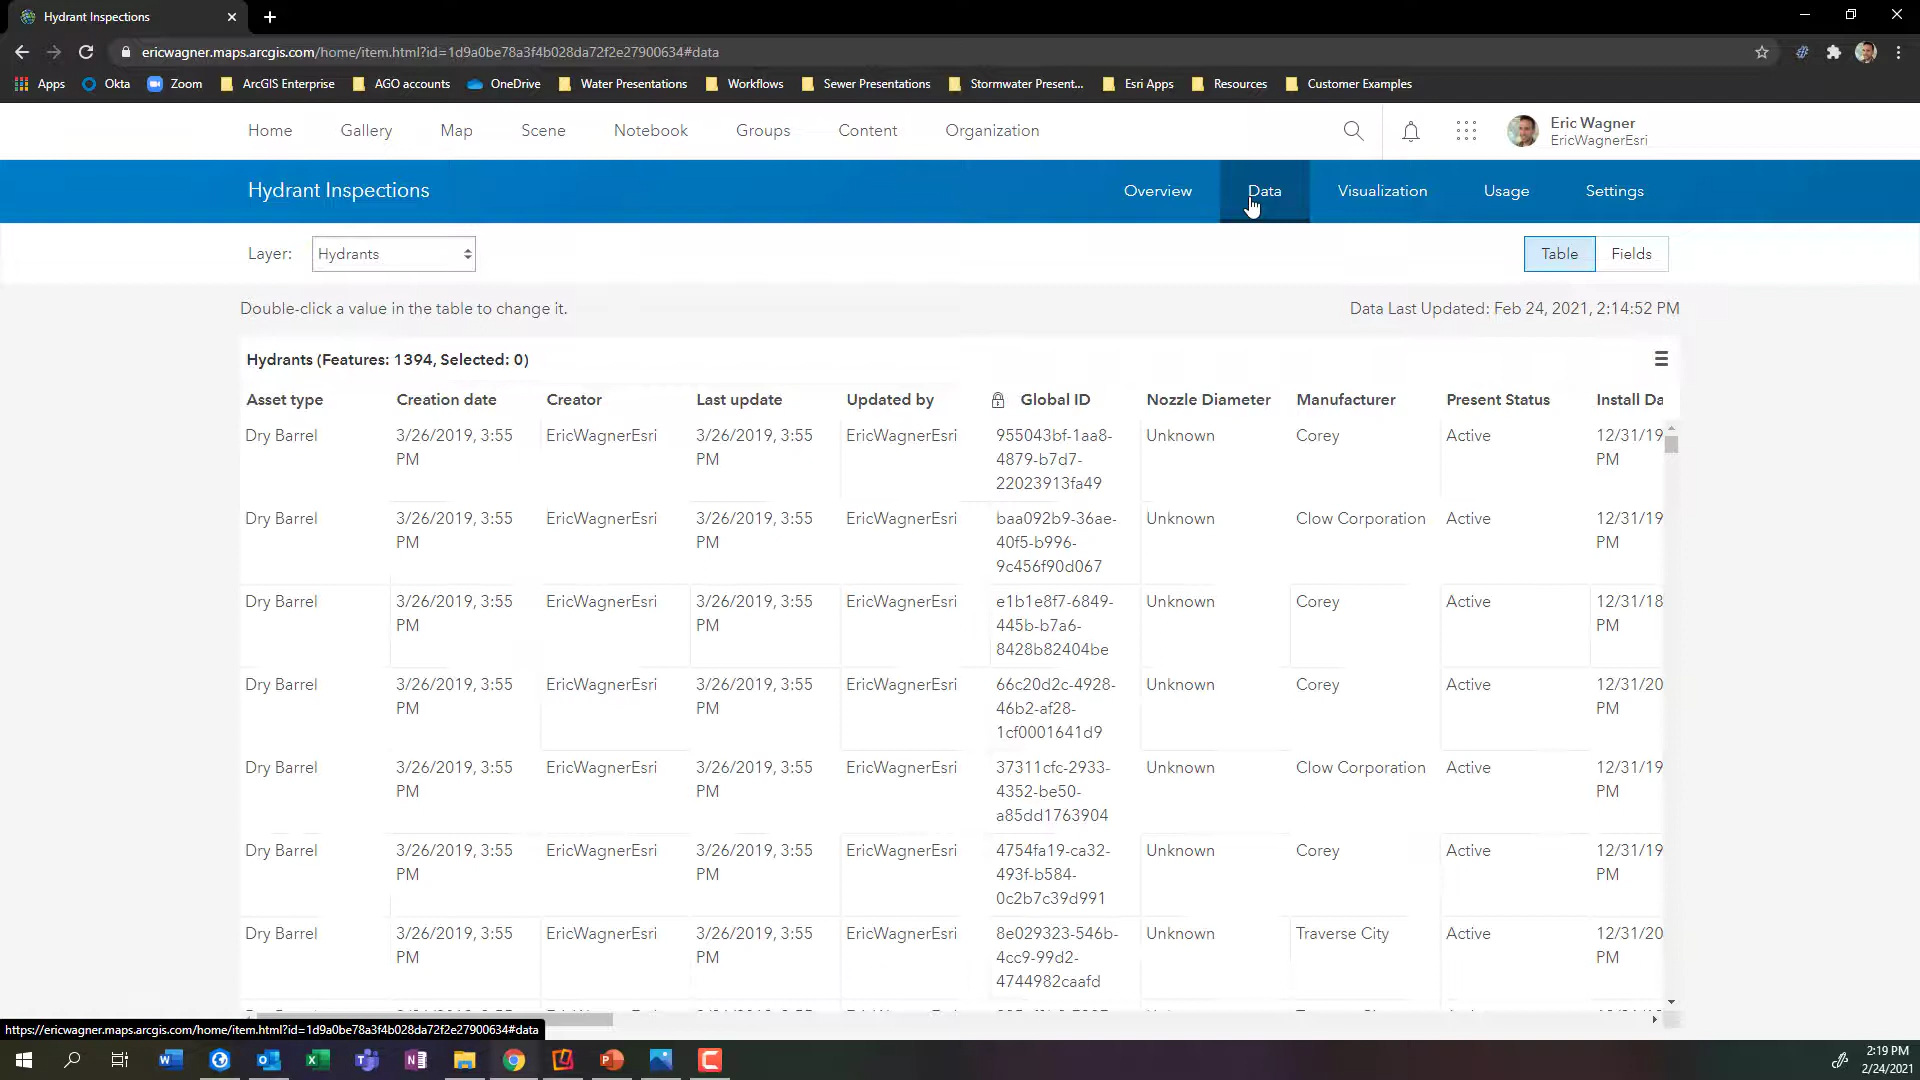 Hydrant Inspections
ericwagner.maps.arcgis.com/home/item.html?id=1d9a0be78a3f4b028da72f2e27900634#data
Apps Okta Zoom ArcGIS Enterprise AGO accounts OneDrive Water Presentations Workflows Sewer Presentations Stormwater Present... Esri Apps Resources Customer Examples
Home Gallery Map Scene Notebook Groups Content Organization Eric Wagner
EricWagnerEsri
Hydrant Inspections Overview Data Visualization Usage Settings
Layer: Hydrants Table Fields
Double-click a value in the table to change it. Data Last Updated: Feb 24, 2021, 2:14:52 PM
Hydrants (Features: 1394, Selected: 0)
Asset type Creation date Creator Last update Updated by Global ID Nozzle Diameter Manufacturer Present Status Install Da
Dry Barrel 3/26/2019, 3:55 EricWagnerEsri 3/26/2019, 3:55 EricWagnerEsri 955043bf-1aa8- Unknown Corey Active 12/31/19
PM PM 4879-b7d7- PM
22023913fa49
Dry Barrel 3/26/2019, 3:55 EricWagnerEsri 3/26/2019, 3:55 EricWagnerEsri baa092b9-36ae- Unknown Clow Corporation Active 12/31/19
PM PM 40f5-b996- PM
9c456f90d067
Dry Barrel 3/26/2019, 3:55 EricWagnerEsri 3/26/2019, 3:55 EricWagnerEsri e1b1e8f7-6849- Unknown Corey Active 12/31/18
PM PM 445b-b7a6- PM
8428b82404be
Dry Barrel 3/26/2019, 3:55 EricWagnerEsri 3/26/2019, 3:55 EricWagnerEsri 66c20d2c-4928- Unknown Corey Active 12/31/20
PM PM 46b2-af28- PM
1cf0001641d9
Dry Barrel 3/26/2019, 3:55 EricWagnerEsri 3/26/2019, 3:55 EricWagnerEsri 37311cfc-2933- Unknown Clow Corporation Active 12/31/19
PM PM 4352-be50- PM
a85dd1763904
Dry Barrel 3/26/2019, 3:55 EricWagnerEsri 3/26/2019, 3:55 EricWagnerEsri 4754fa19-ca32- Unknown Corey Active 12/31/19
PM PM 493f-b584- PM
0c2b7c39d991
Dry Barrel 3/26/2019, 3:55 EricWagnerEsri 3/26/2019, 3:55 EricWagnerEsri 8e029323-546b- Unknown Traverse City Active 12/31/20
PM PM 4cc9-99d2- PM
4744982caafd
https://ericwagner.maps.arcgis.com/home/item.html?id=1d9a0be78a3f4b028da72f2e27900634#data
2:19 PM
2/24/2021